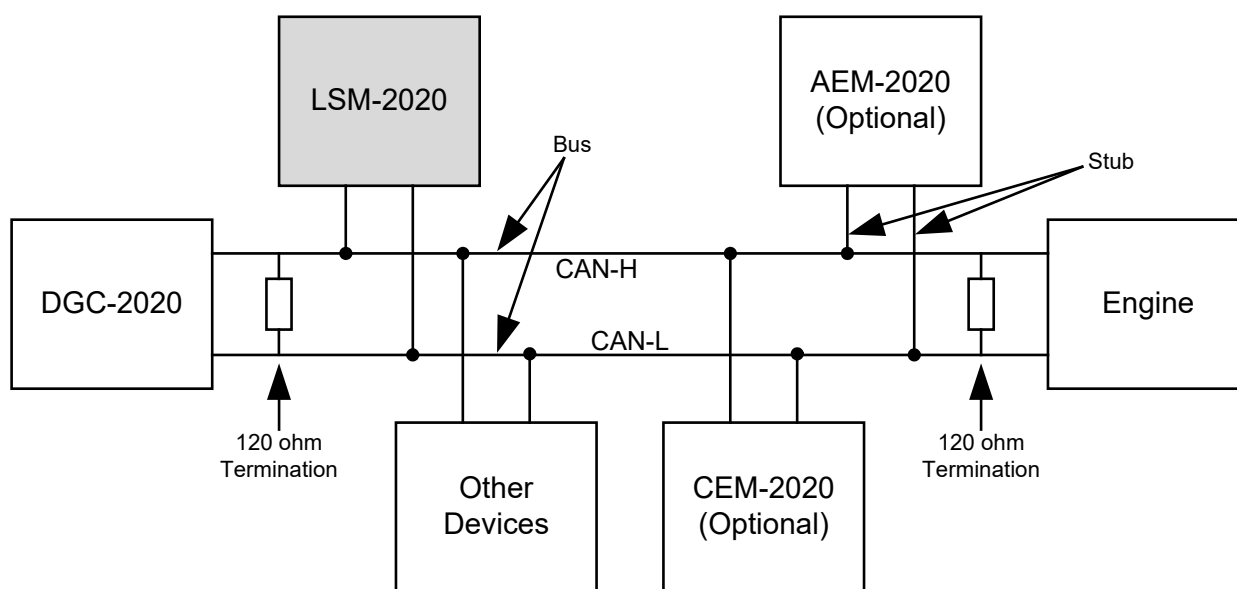 LSM-2020
AEM-2020
(Optional)
Bus
Stub
DGC-2020
CAN-H
Engine
CAN-L
120 ohm
Termination
120 ohm
Termination
Other
Devices
CEM-2020
(Optional)